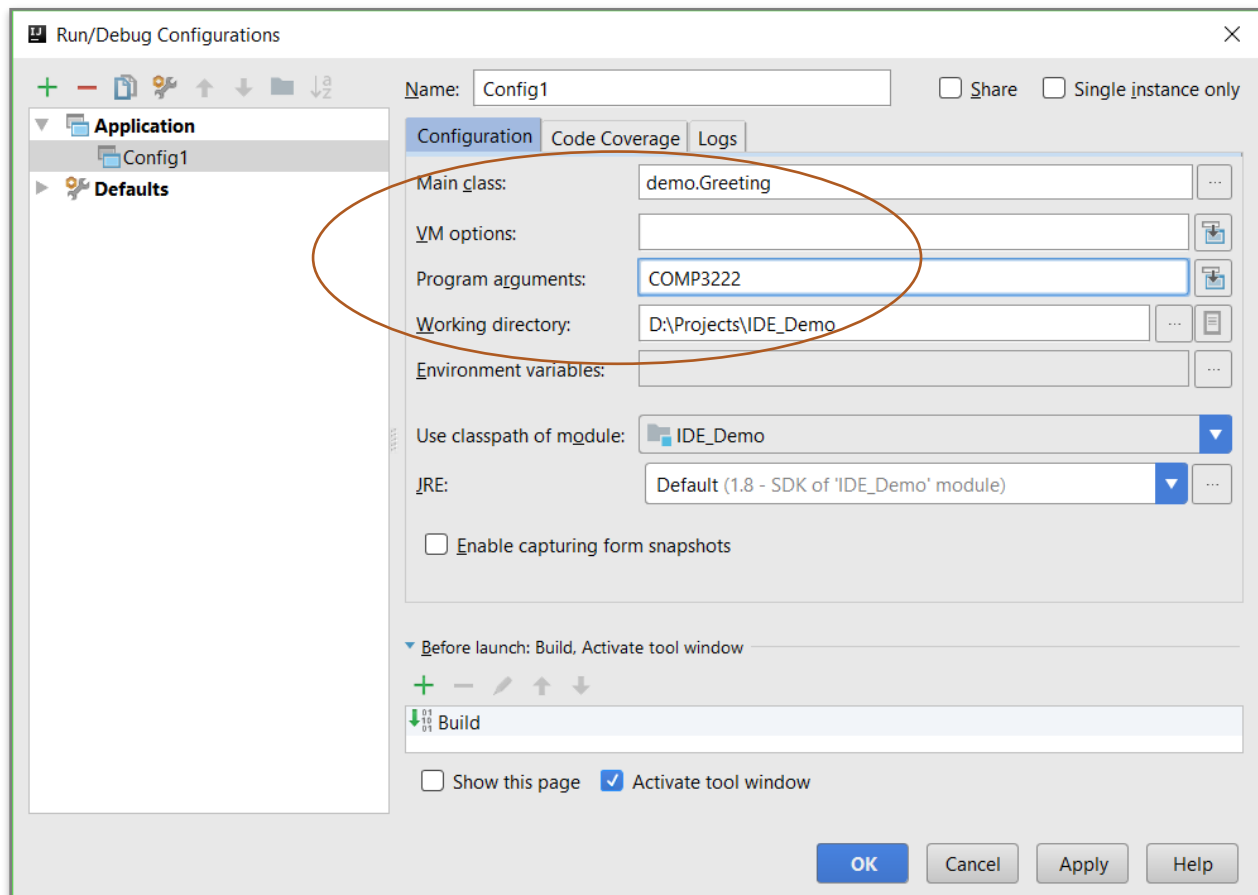 IJ Run/Debug Configurations
Name: Config1 Share Single instance only
Application
Config1
Defaults
Configuration Code Coverage Logs
Main class: demo.Greeting ...
VM options:
Program arguments: COMP3222
Working directory: D:\Projects\IDE_Demo ...
Environment variables: ...
Use classpath of module: IDE_Demo
JRE: Default (1.8 - SDK of 'IDE_Demo' module) ...
Enable capturing form snapshots
Before launch: Build, Activate tool window
Build
Show this page Activate tool window
OK Cancel Apply Help